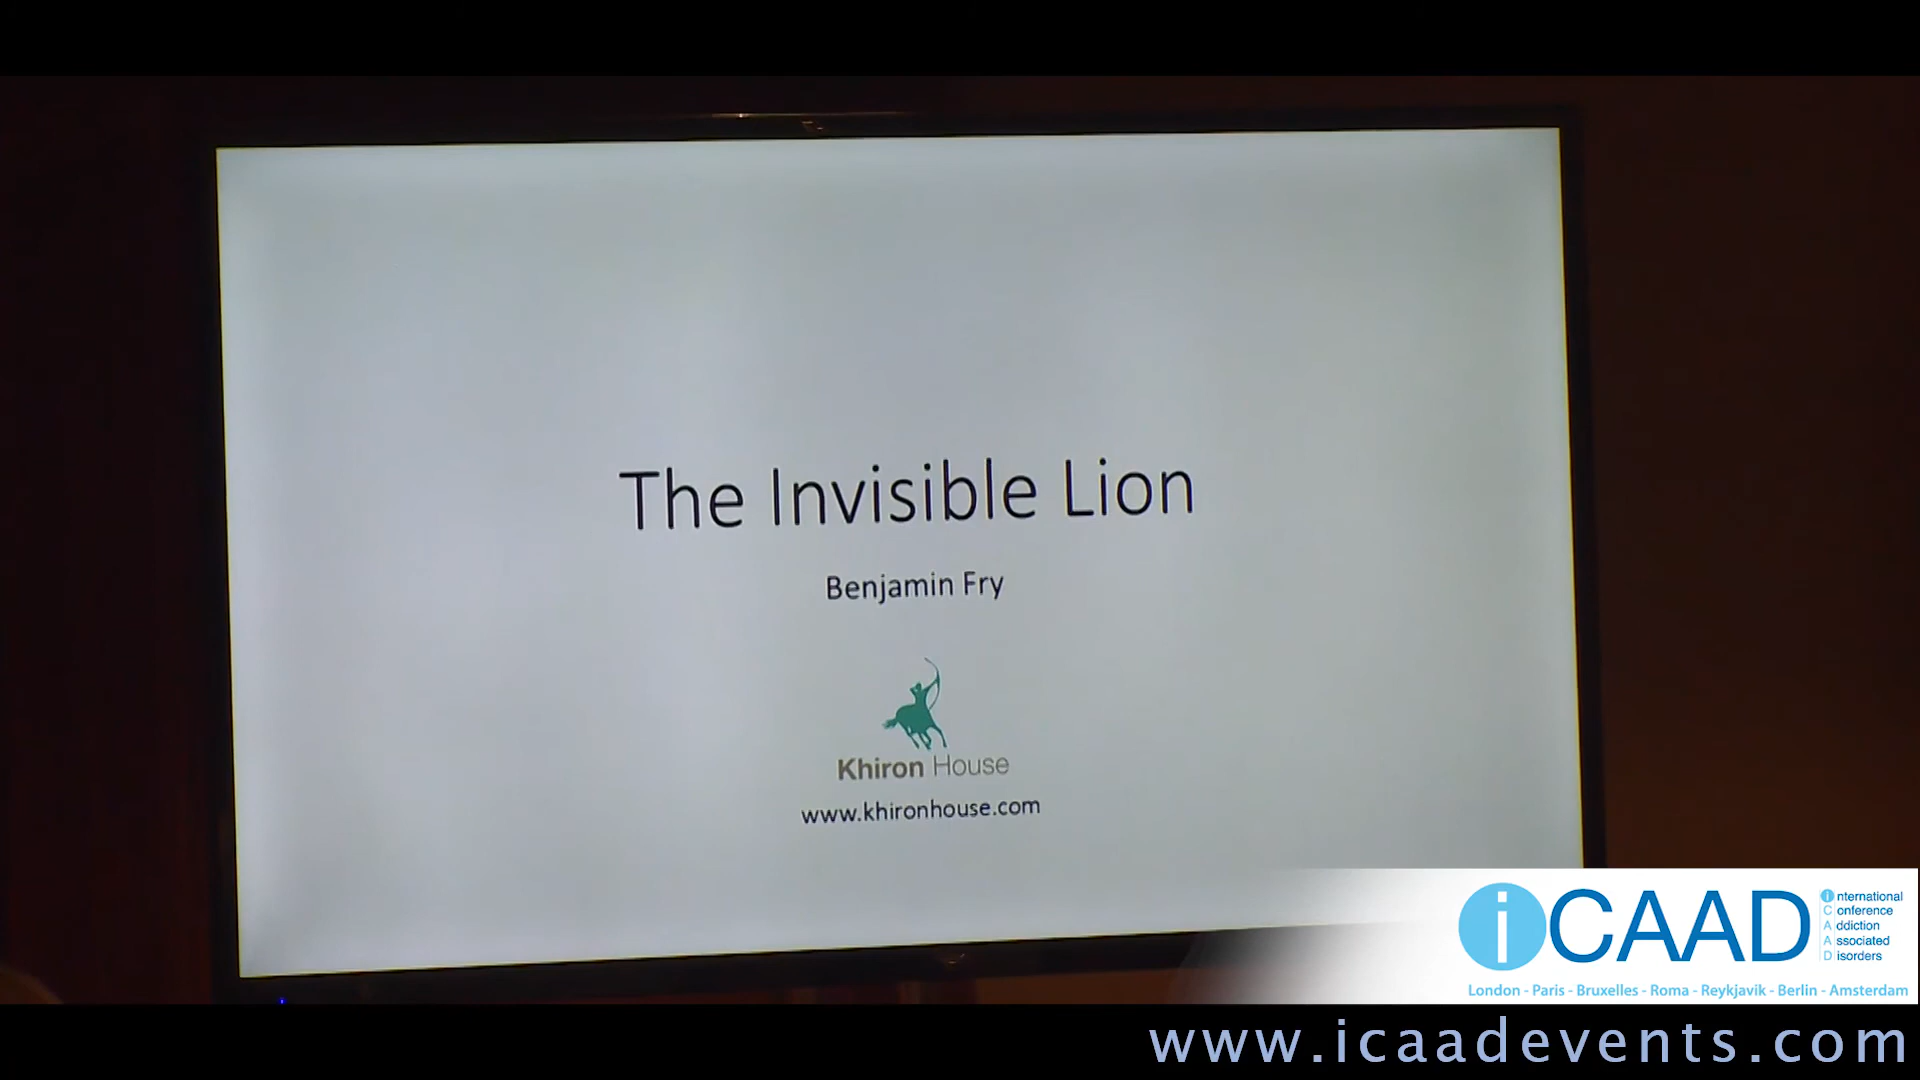 The Invisible Lion
Benjamin Fry
Khiron House
www.khironhouse.com
iCAAD
international
Conference
Addiction
Associated
Disorders
London - Paris - Bruxelles - Roma - Reykjavik - Berlin - Amsterdam
www.icaadevents.com